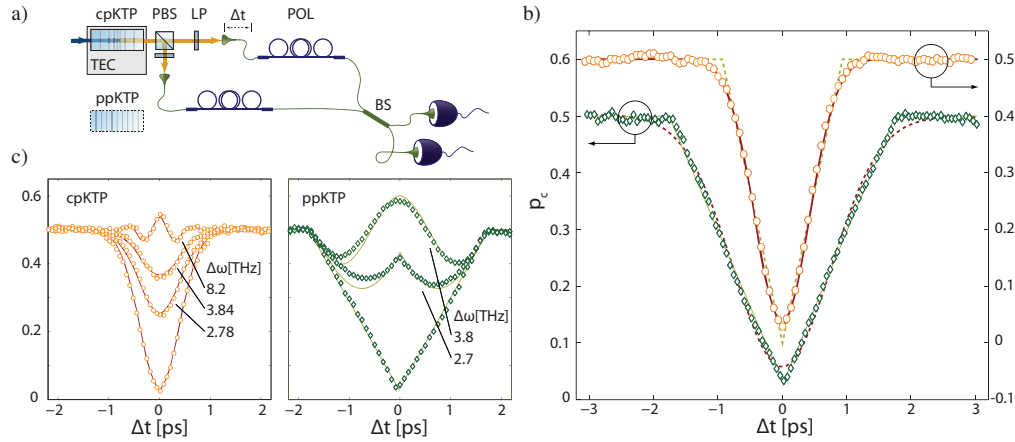 a)
cpKTP PBS LP Δt POL
TEC
ppKTP
BS
b)
0.6
0.5
0.4
0.3
0.2
0.1
0
p_c
0.5
0.4
0.3
0.2
0.1
0
-0.1
−3 −2 −1 0 1 2 3
Δt [ps]
c)
cpKTP
0.6
0.4
0.2
0
Δω[THz]
8.2
3.84
2.78
−2 −1 0 1 2
Δt [ps]
ppKTP
Δω[THz]
3.8
2.7
−2 −1 0 1 2
Δt [ps]